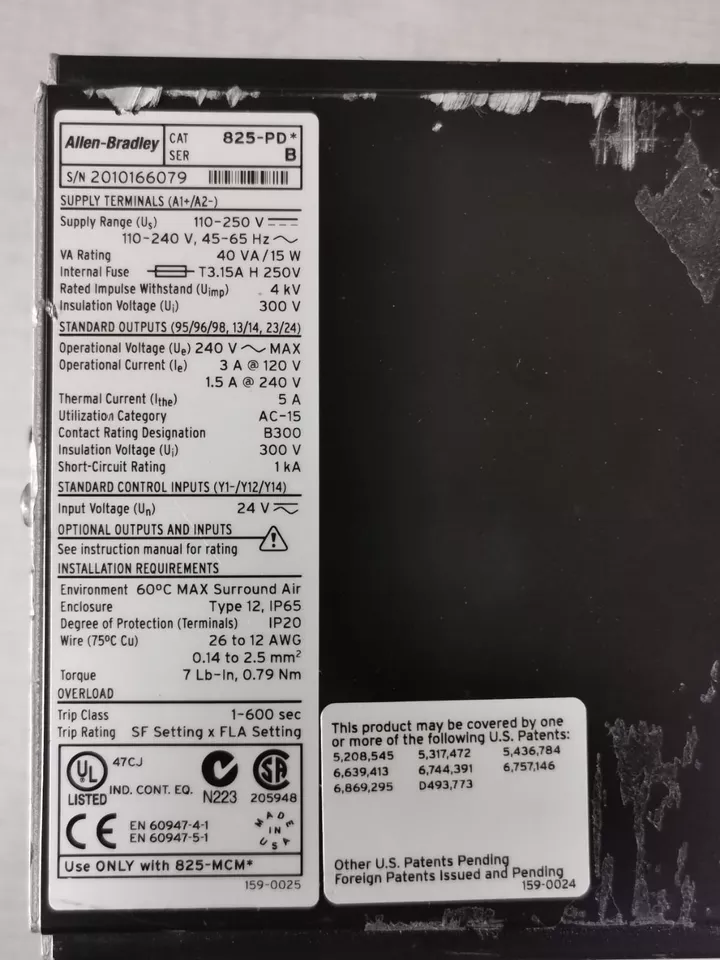 Allen-Bradley
CAT 825-PD*
SER B
S/N 2010166079
SUPPLY TERMINALS (A1+/A2-)
Supply Range (Us) 110-250 V
110-240 V, 45-65 Hz
VA Rating 40 VA/15 W
Internal Fuse T3.15A H 250V
Rated Impulse Withstand (Uimp) 4 kV
Insulation Voltage (Ui) 300 V
STANDARD OUTPUTS (95/96/98, 13/14, 23/24)
Operational Voltage (Ue) 240 V MAX
Operational Current (Ie) 3 A @ 120 V
1.5 A @ 240 V
Thermal Current (Ithe) 5 A
Utilization Category AC-15
Contact Rating Designation B300
Insulation Voltage (Ui) 300 V
Short-Circuit Rating 1 kA
STANDARD CONTROL INPUTS (Y1-/Y12/Y14)
Input Voltage (Un) 24 V
OPTIONAL OUTPUTS AND INPUTS
See instruction manual for rating
INSTALLATION REQUIREMENTS
Environment 60°C MAX Surround Air
Enclosure Type 12, IP65
Degree of Protection (Terminals) IP20
Wire (75°C Cu) 26 to 12 AWG
0.14 to 2.5 mm²
Torque 7 Lb-In, 0.79 Nm
OVERLOAD
Trip Class 1-600 sec
Trip Rating SF Setting x FLA Setting
UL 47CJ
LISTED IND. CONT. EQ.
N223
SA 205948
CE EN 60947-4-1
EN 60947-5-1
MADE IN USA
Use ONLY with 825-MCM*
159-0025
This product may be covered by one
or more of the following U.S. Patents:
5,208,545 5,317,472 5,436,784
6,639,413 6,744,391 6,757,146
6,869,295 D493,773
Other U.S. Patents Pending
Foreign Patents Issued and Pending
159-0024